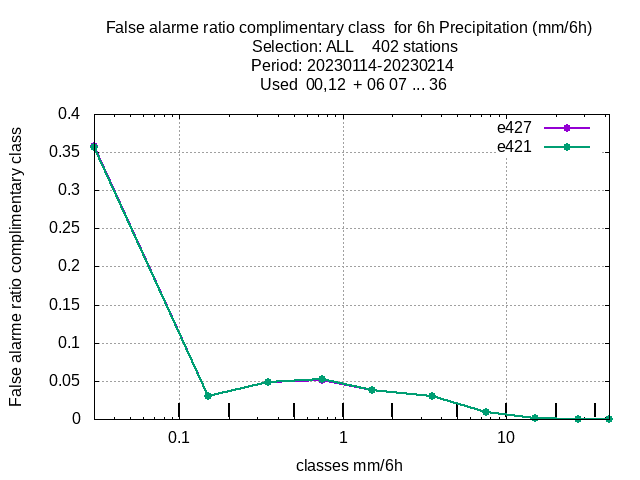 False alarme ratio complimentary class  for 6h Precipitation (mm/6h)
Selection: ALL    402 stations
Period: 20230114-20230214
Used  00,12  + 06 07 ... 36
e427
e421
0.4
0.35
0.3
0.25
0.2
0.15
0.1
0.05
0
False alarme ratio complimentary class
0.1
1
10
classes mm/6h